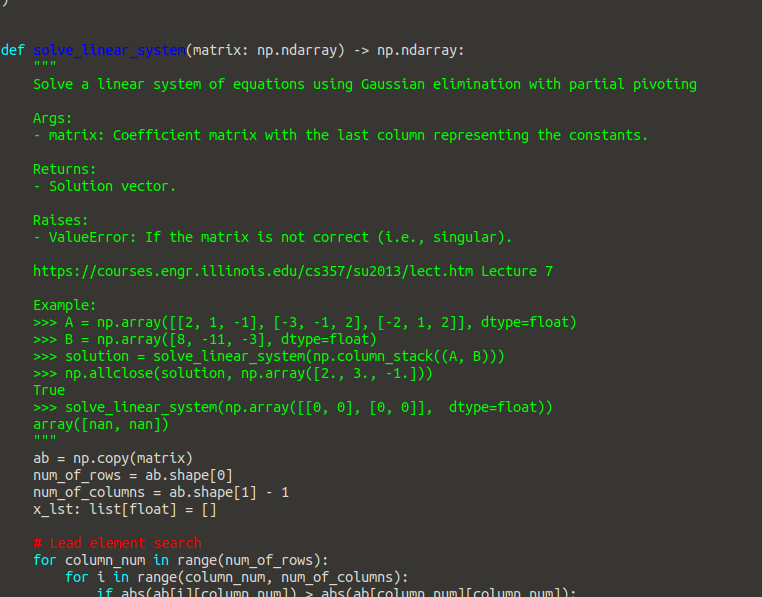 )
def solve_linear_system(matrix: np.ndarray) -> np.ndarray:
    """
    Solve a linear system of equations using Gaussian elimination with partial pivoting
    Args:
    - matrix: Coefficient matrix with the last column representing the constants.
    Returns:
    - Solution vector.
    Raises:
    - ValueError: If the matrix is not correct (i.e., singular).
    https://courses.engr.illinois.edu/cs357/su2013/lect.htm Lecture 7
    Example:
    >>> A = np.array([[2, 1, -1], [-3, -1, 2], [-2, 1, 2]], dtype=float)
    >>> B = np.array([8, -11, -3], dtype=float)
    >>> solution = solve_linear_system(np.column_stack((A, B)))
    >>> np.allclose(solution, np.array([2., 3., -1.]))
    True
    >>> solve_linear_system(np.array([[0, 0], [0, 0]],  dtype=float))
    array([nan, nan])
    """
    ab = np.copy(matrix)
    num_of_rows = ab.shape[0]
    num_of_columns = ab.shape[1] - 1
    x_lst: list[float] = []
    # Lead element search
    for column_num in range(num_of_rows):
        for i in range(column_num, num_of_columns):
            if abs(ab[i][column_num]) > abs(ab[column_num][column_num]):